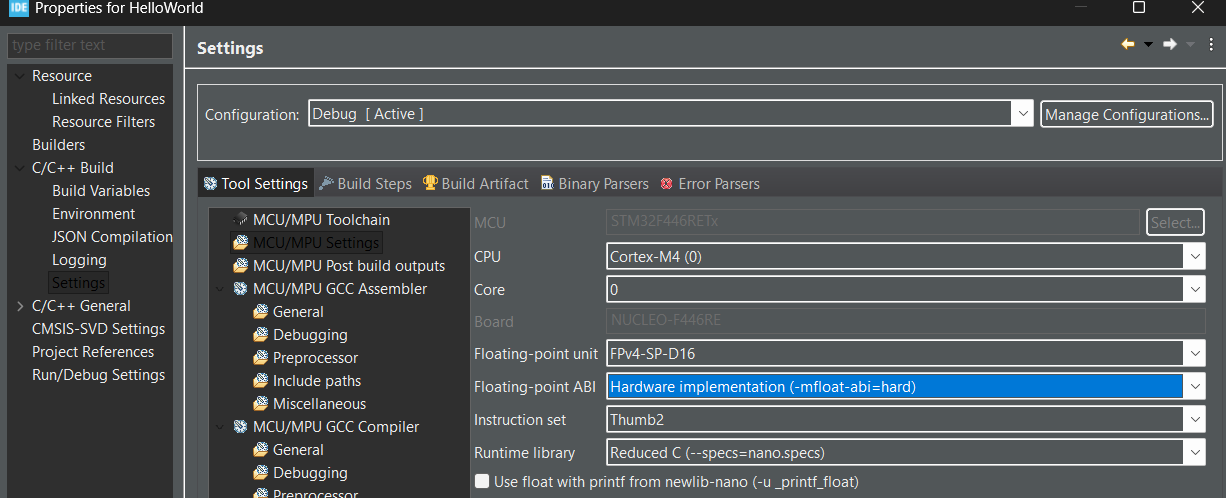 IDE Properties for HelloWorld
type filter text
Resource
Linked Resources
Resource Filters
Builders
C/C++ Build
Build Variables
Environment
JSON Compilation
Logging
Settings
C/C++ General
CMSIS-SVD Settings
Project References
Run/Debug Settings
Settings
Configuration: Debug [ Active ] Manage Configurations...
Tool Settings Build Steps Build Artifact Binary Parsers Error Parsers
MCU/MPU Toolchain
MCU/MPU Settings
MCU/MPU Post build outputs
MCU/MPU GCC Assembler
General
Debugging
Preprocessor
Include paths
Miscellaneous
MCU/MPU GCC Compiler
General
Debugging
Preprocessor
MCU STM32F446RETx Select...
CPU Cortex-M4 (0)
Core 0
Board NUCLEO-F446RE
Floating-point unit FPv4-SP-D16
Floating-point ABI Hardware implementation (-mfloat-abi=hard)
Instruction set Thumb2
Runtime library Reduced C (--specs=nano.specs)
Use float with printf from newlib-nano (-u _printf_float)